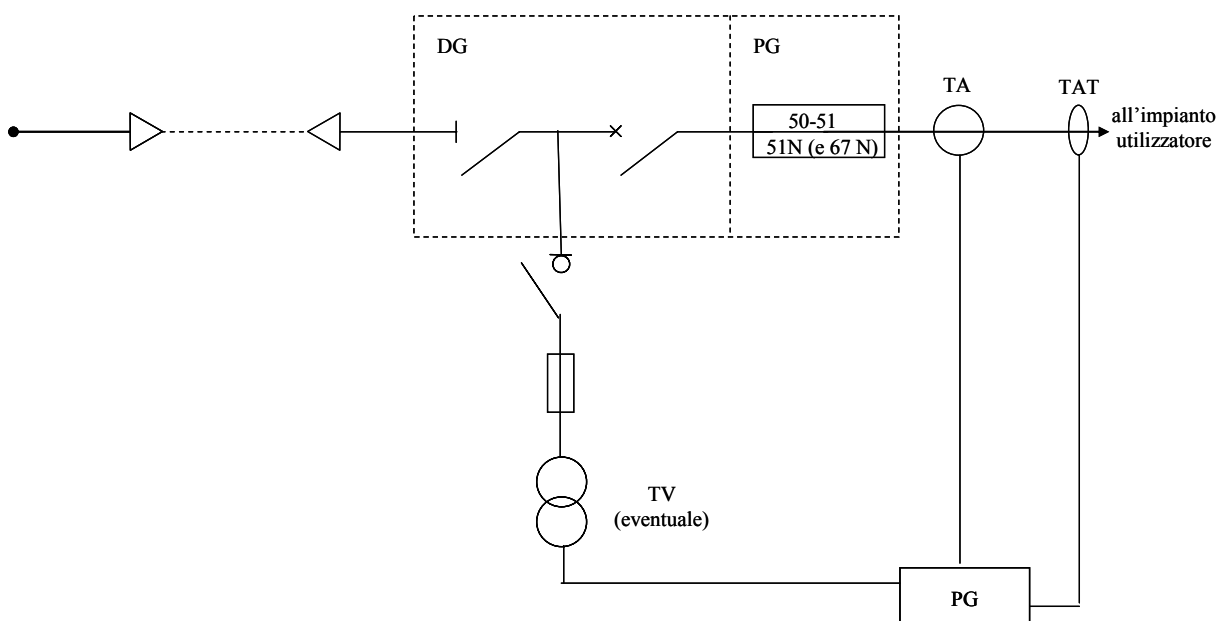 DG
PG
TA
TAT
all’impianto
utilizzatore
50-51
51N (e 67 N)
TV
(eventuale)
PG